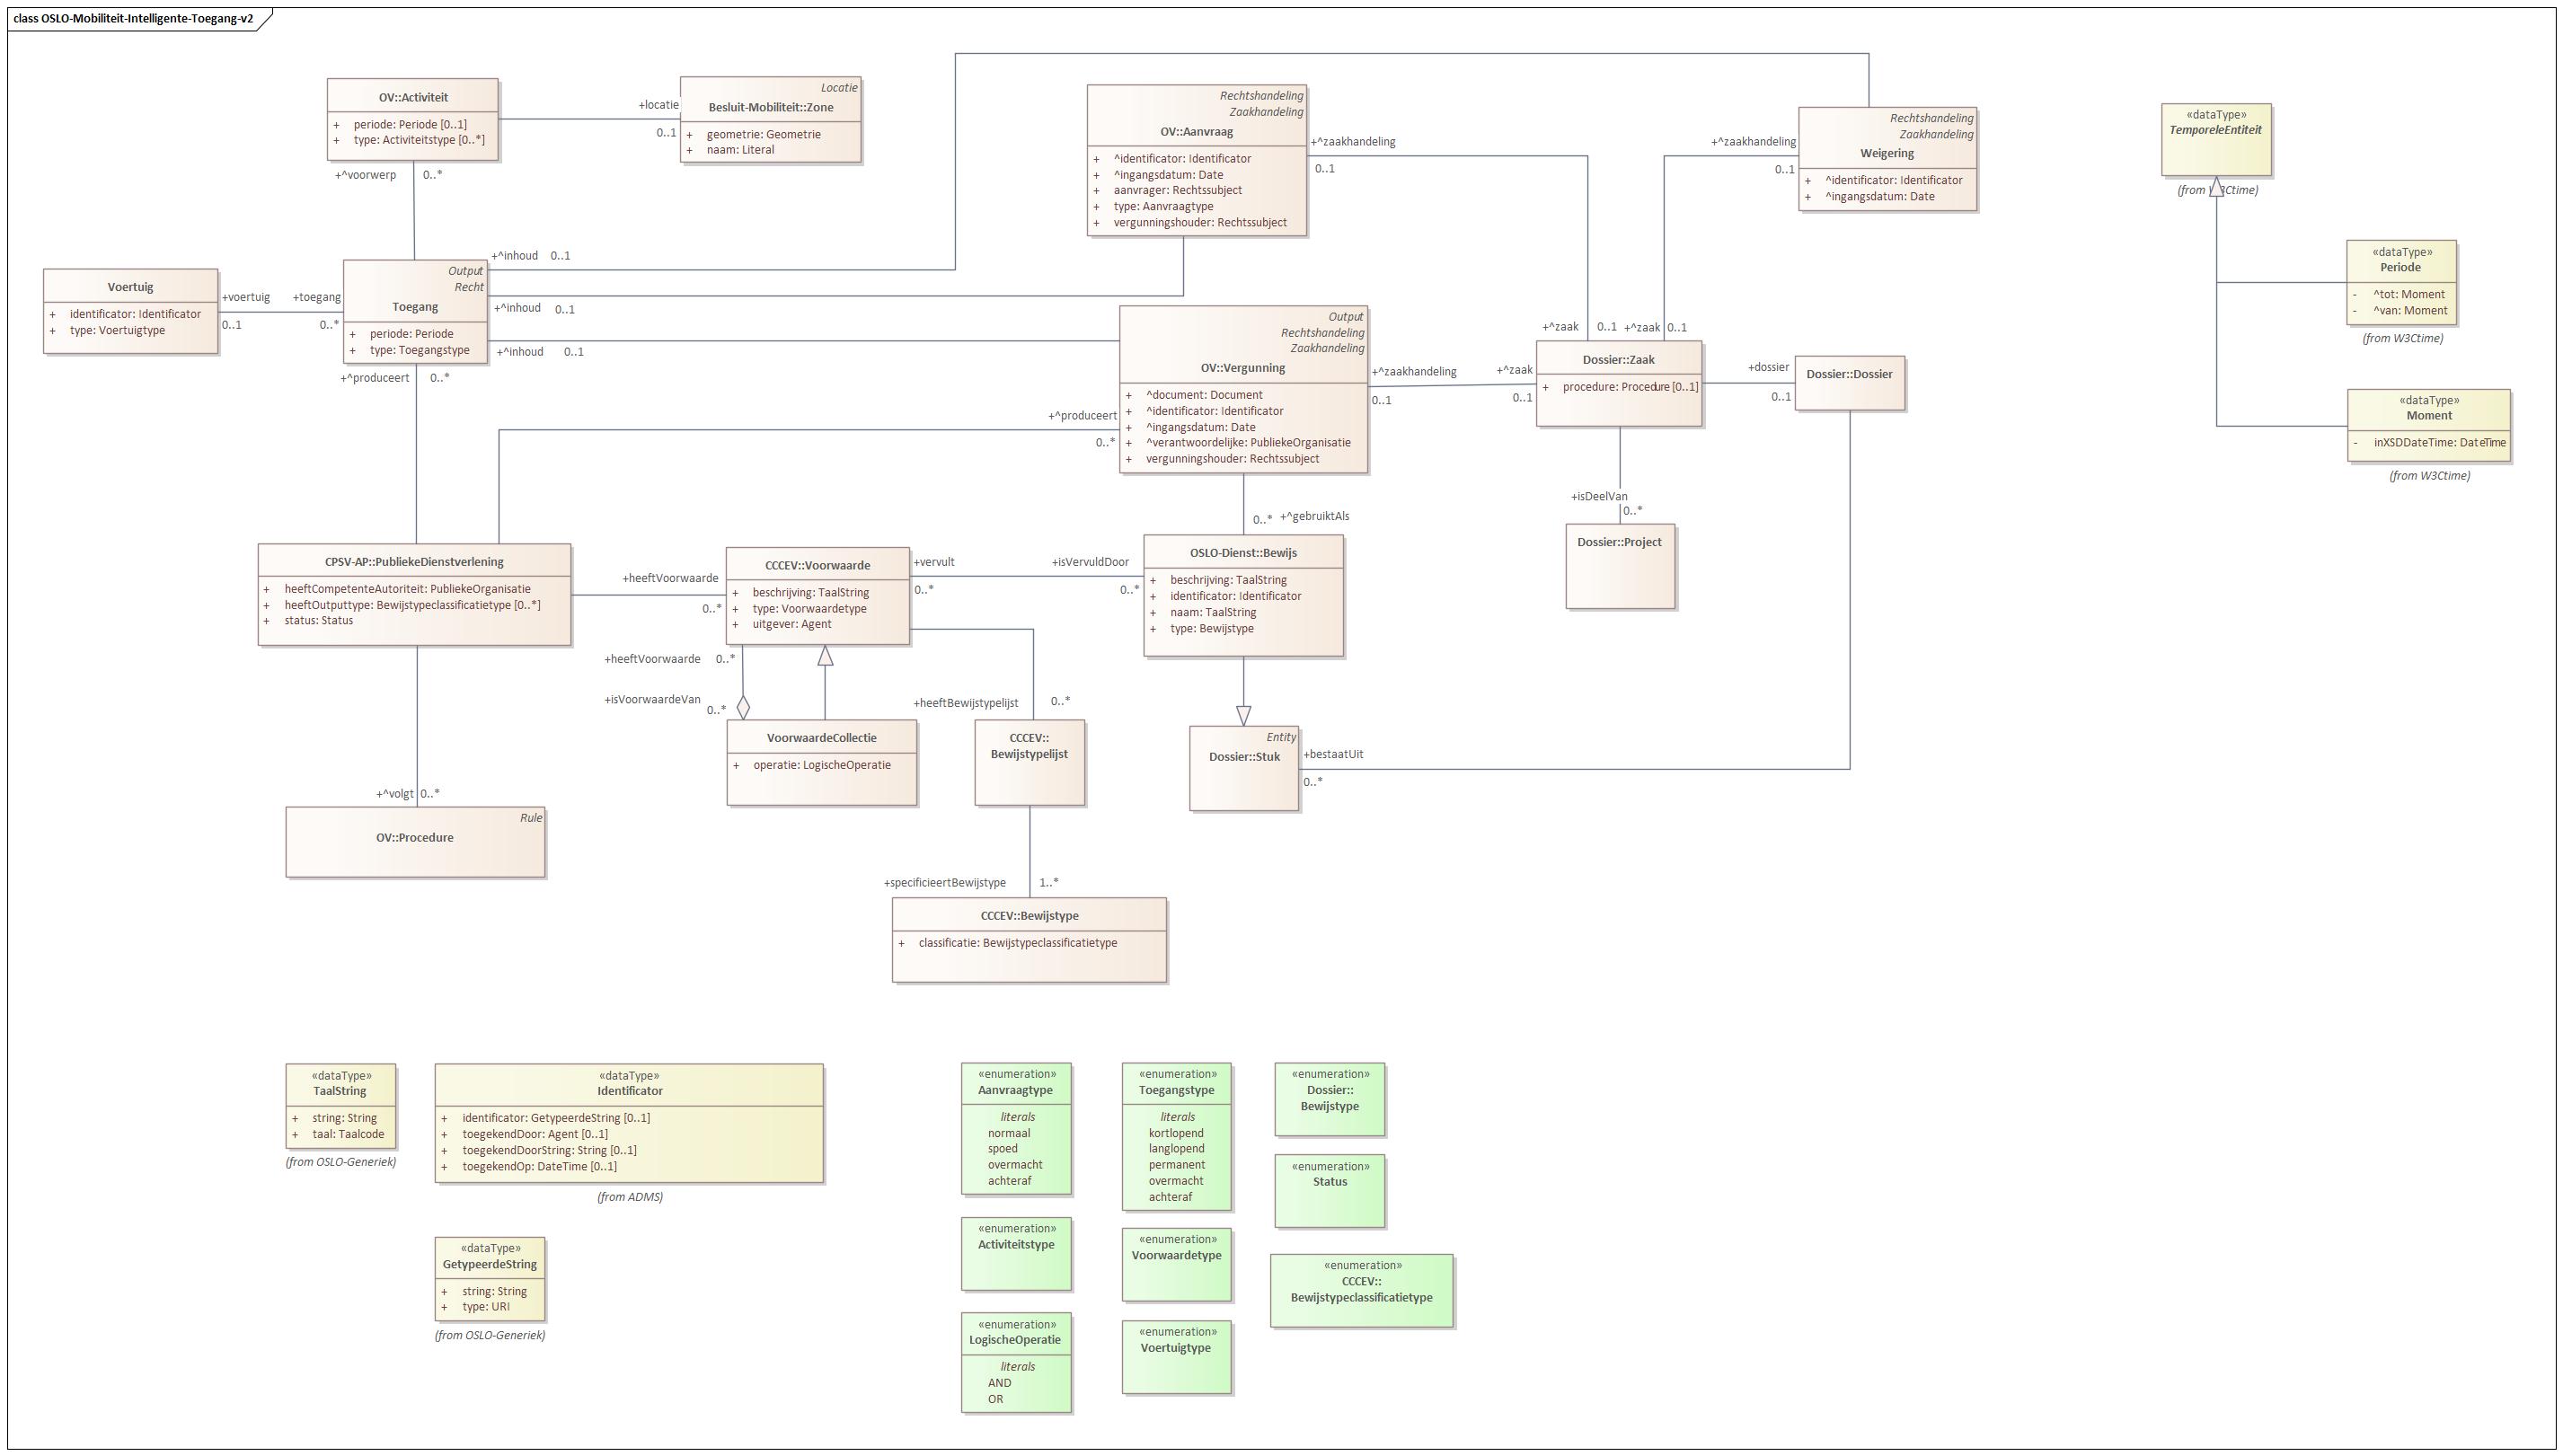 class OSLO-Mobiliteit-Intelligente-Toegang-v2
OV::Activiteit
+ periode: Periode [0..1]
+ type: Activiteitstype [0..*]
+locatie
0..1
Locatie
Besluit-Mobiliteit::Zone
+ geometrie: Geometrie
+ naam: Literal
+^voorwerp 0..*
Rechtshandeling
Zaakhandeling
OV::Aanvraag
+ ^identificator: Identificator
+ ^ingangsdatum: Date
+ aanvrager: Rechtssubject
+ type: Aanvraagtype
+ vergunningshouder: Rechtssubject
+^zaakhandeling
0..1
+^zaakhandeling
0..1
Rechtshandeling
Zaakhandeling
Weigering
+ ^identificator: Identificator
+ ^ingangsdatum: Date
«dataType»
TemporeleEntiteit
(from W3Ctime)
«dataType»
Periode
- ^tot: Moment
- ^van: Moment
(from W3Ctime)
«dataType»
Moment
- inXSDDateTime: DateTime
(from W3Ctime)
Voertuig
+ identificator: Identificator
+ type: Voertuigtype
+voertuig +toegang
0..1 0..*
Output
Recht
Toegang
+ periode: Periode
+ type: Toegangstype
+^inhoud 0..1
+^inhoud 0..1
+^inhoud 0..1
+^produceert 0..*
Output
Rechtshandeling
Zaakhandeling
OV::Vergunning
+ ^document: Document
+ ^identificator: Identificator
+ ^ingangsdatum: Date
+ ^verantwoordelijke: PubliekeOrganisatie
+ vergunningshouder: Rechtssubject
+^produceert
0..*
+^zaakhandeling +^zaak
0..1 0..1
+^zaak 0..1 +^zaak 0..1
Dossier::Zaak
+ procedure: Procedure [0..1]
+dossier
0..1
Dossier::Dossier
+isDeelVan
0..*
Dossier::Project
0..* +^gebruiktAls
CPSV-AP::PubliekeDienstverlening
+ heeftCompetenteAutoriteit: PubliekeOrganisatie
+ heeftOutputtype: Bewijstypeclassificatietype [0..*]
+ status: Status
+heeftVoorwaarde
0..*
CCCEV::Voorwaarde
+ beschrijving: TaalString
+ type: Voorwaardetype
+ uitgever: Agent
+vervult +isVervuldDoor
0..* 0..*
OSLO-Dienst::Bewijs
+ beschrijving: TaalString
+ identificator: Identificator
+ naam: TaalString
+ type: Bewijstype
+heeftVoorwaarde 0..*
+isVoorwaardeVan
0..*
+heeftBewijstypelijst 0..*
VoorwaardeCollectie
+ operatie: LogischeOperatie
CCCEV::
Bewijstypelijst
Entity
Dossier::Stuk
+bestaatUit
0..*
+^volgt 0..*
Rule
OV::Procedure
+specificieertBewijstype 1..*
CCCEV::Bewijstype
+ classificatie: Bewijstypeclassificatietype
«dataType»
TaalString
+ string: String
+ taal: Taalcode
(from OSLO-Generiek)
«dataType»
Identificator
+ identificator: GetypeerdeString [0..1]
+ toegekendDoor: Agent [0..1]
+ toegekendDoorString: String [0..1]
+ toegekendOp: DateTime [0..1]
(from ADMS)
«dataType»
GetypeerdeString
+ string: String
+ type: URI
(from OSLO-Generiek)
«enumeration»
Aanvraagtype
literals
normaal
spoed
overmacht
achteraf
«enumeration»
Toegangstype
literals
kortlopend
langlopend
permanent
overmacht
achteraf
«enumeration»
Dossier::
Bewijstype
«enumeration»
Status
«enumeration»
Activiteitstype
«enumeration»
Voorwaardetype
«enumeration»
CCCEV::
Bewijstypeclassificatietype
«enumeration»
LogischeOperatie
literals
AND
OR
«enumeration»
Voertuigtype